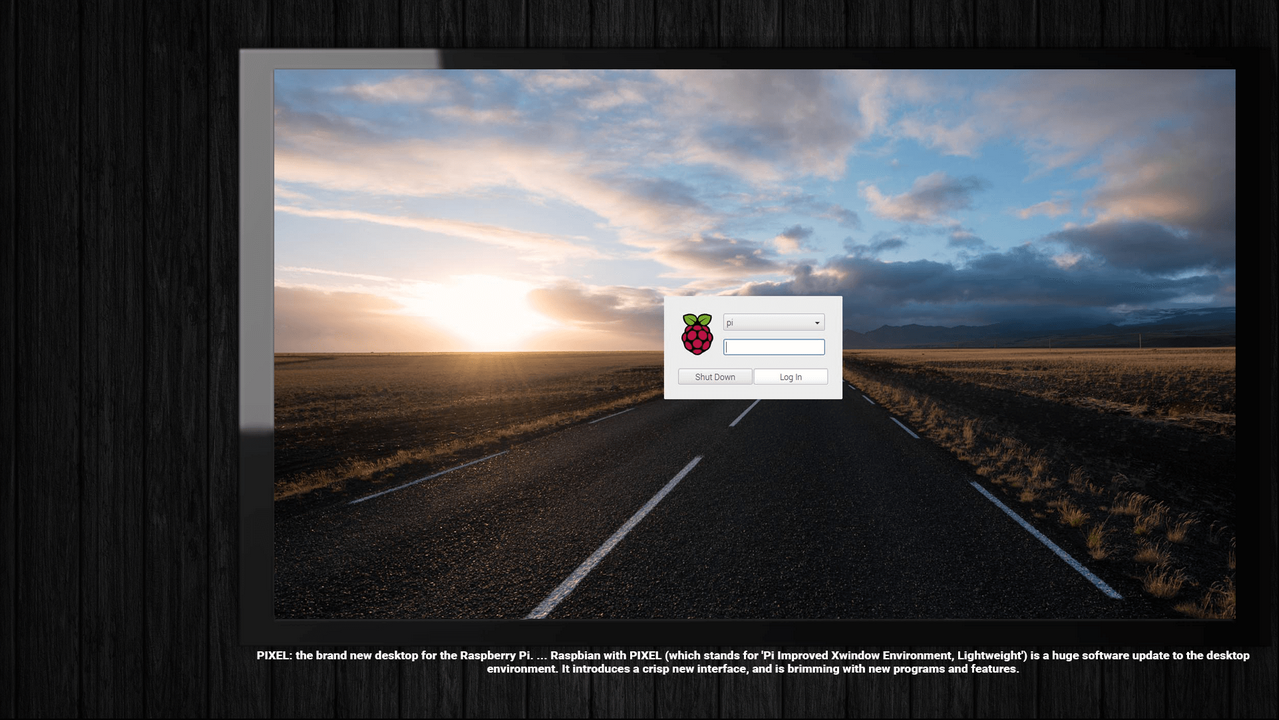 pi
Shut Down Log In
PIXEL: the brand new desktop for the Raspberry Pi. ... Raspbian with PIXEL (which stands for 'Pi Improved Xwindow Environment, Lightweight') is a huge software update to the desktop
environment. It introduces a crisp new interface, and is brimming with new programs and features.